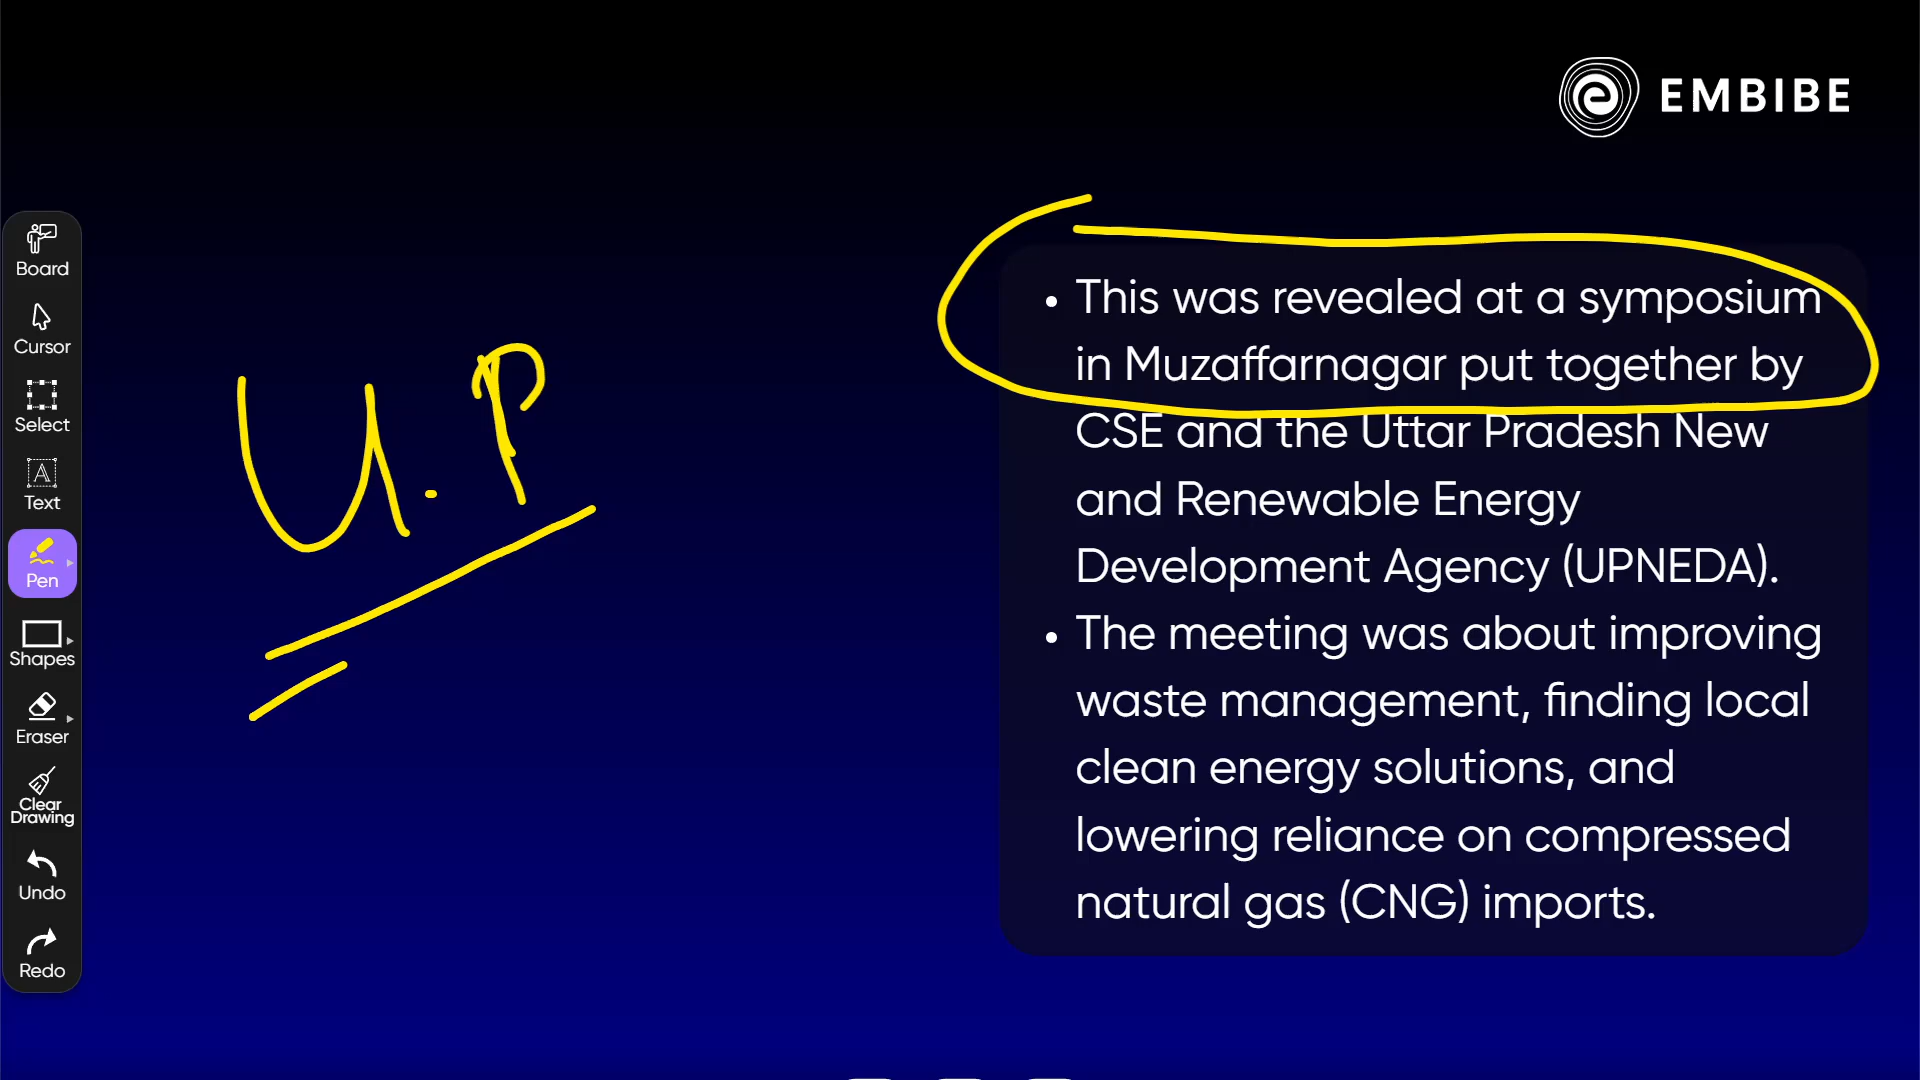 EMBIBE
Board
Cursor
Select
Text
Pen
Shapes
Eraser
Clear
Drawing
Undo
Redo
U.P
• This was revealed at a symposium
in Muzaffarnagar put together by
CSE and the Uttar Pradesh New
and Renewable Energy
Development Agency (UPNEDA).
• The meeting was about improving
waste management, finding local
clean energy solutions, and
lowering reliance on compressed
natural gas (CNG) imports.